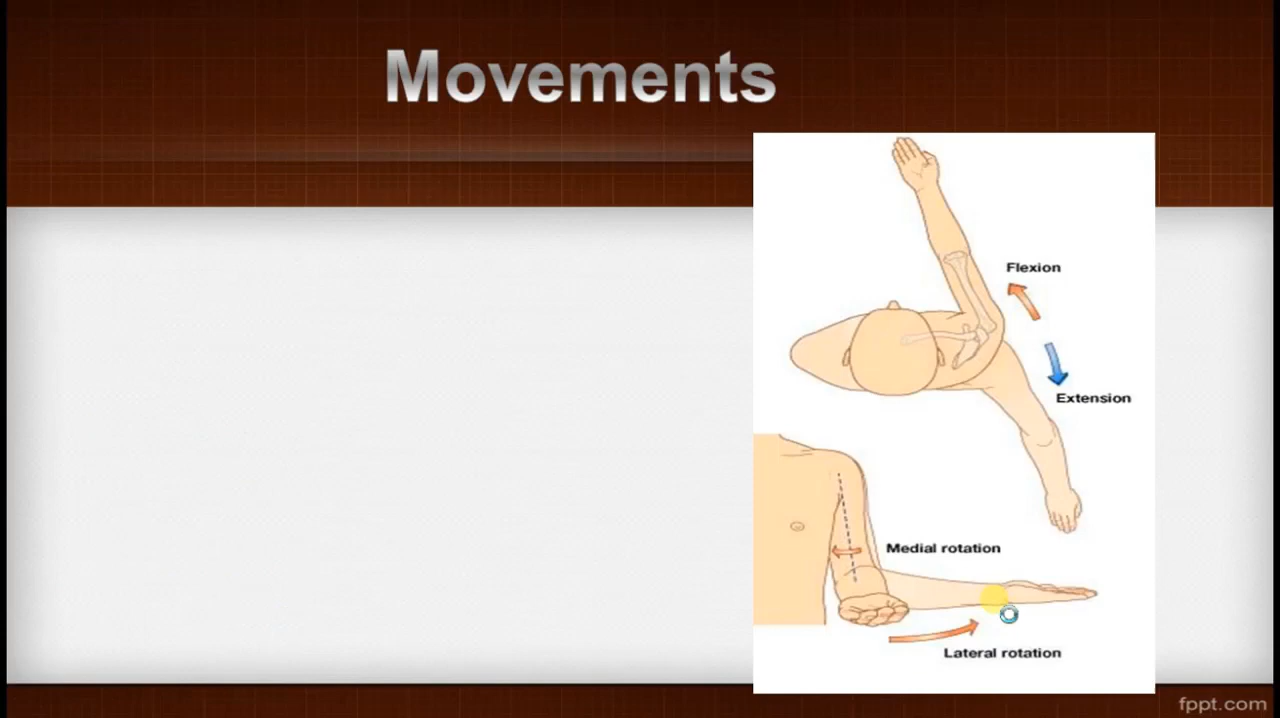 Movements
Flexion
Extension
Medial rotation
Lateral rotation
fppt.com